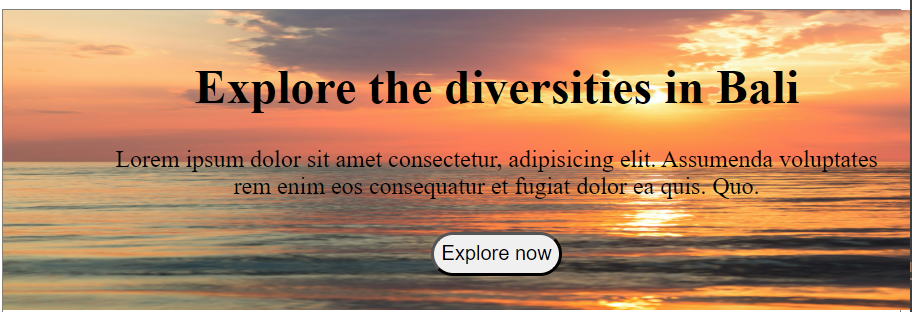 Explore the diversities in Bali
Lorem ipsum dolor sit amet consectetur, adipisicing elit. Assumenda voluptates
rem enim eos consequatur et fugiat dolor ea quis. Quo.
Explore now